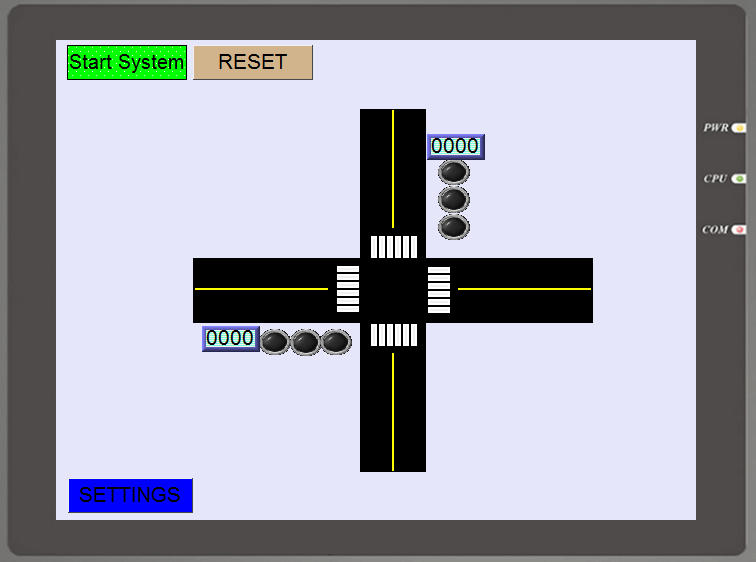 Start System
RESET
0000
PWR
CPU
COM
0000
SETTINGS